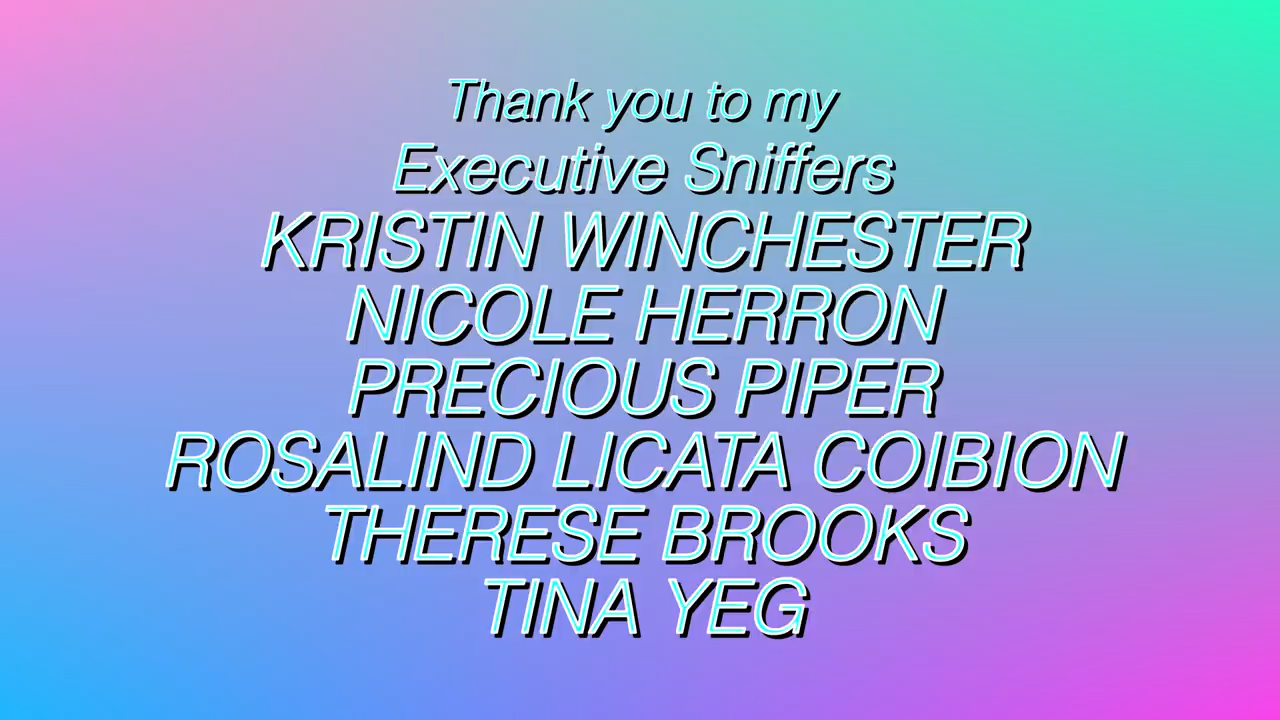 Thank you to my
Executive Sniffers
KRISTIN WINCHESTER
NICOLE HERRON
PRECIOUS PIPER
ROSALIND LICATA COIBION
THERESE BROOKS
TINA YEG